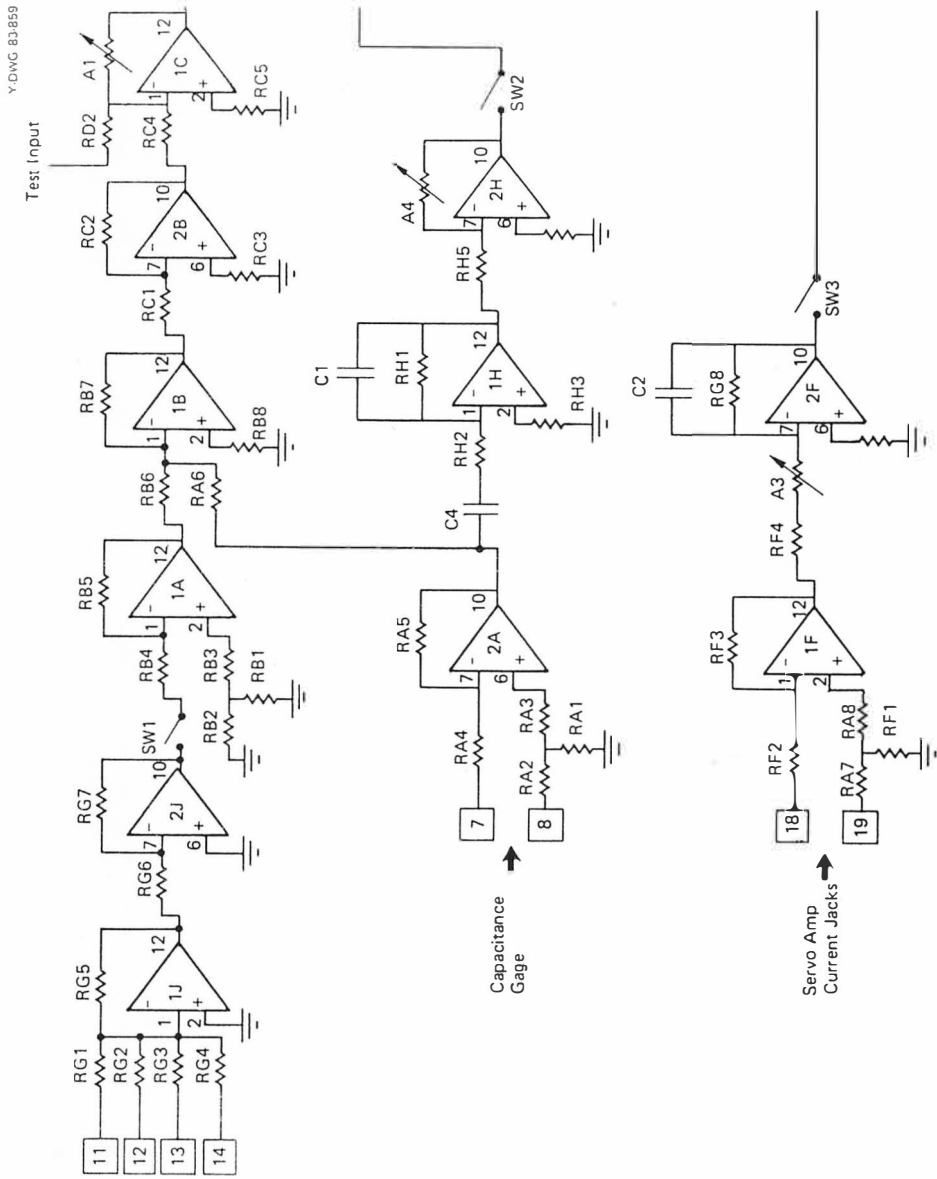 Y-DWG 83-859
Test Input
A1
RD2
12
1C
−
+
1
2
RC4
RC5
RC2
10
2B
−
+
7
6
RC3
RC1
RB7
12
1B
−
+
1
2
RB8
RB6
RA6
RB5
12
1A
−
+
1
2
RB4
RB3
RB1
RB2
SW1
RG7
10
2J
−
+
7
6
RG6
RG5
12
1J
−
+
1
2
RG1
RG2
RG3
RG4
11
12
13
14
SW2
A4
10
2H
−
+
7
6
RH5
C1
RH1
12
1H
−
+
1
2
RH3
RH2
C4
RA5
10
2A
−
+
7
6
RA4
RA3
RA1
RA2
7
8
Capacitance
Gage
SW3
C2
RG8
10
2F
−
+
7
6
A3
RF4
RF3
12
1F
−
+
1
2
RF2
RA8
RF1
RA7
18
19
Servo Amp
Current Jacks